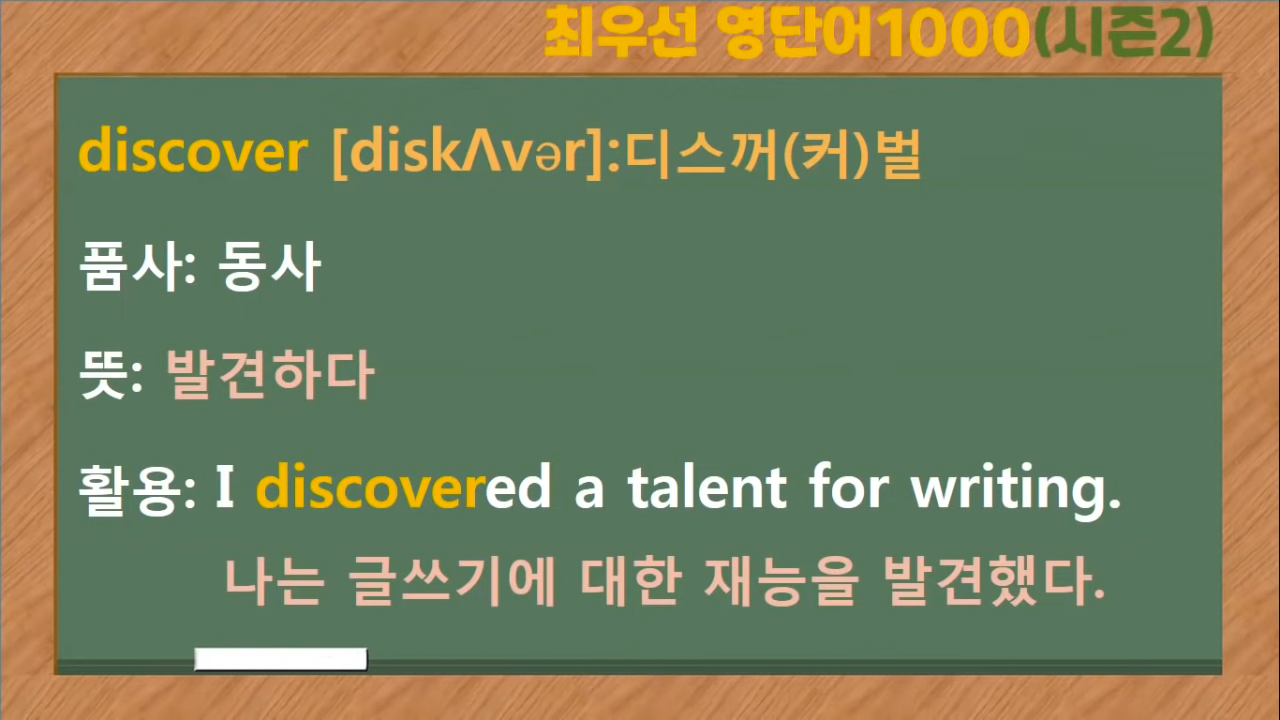 최우선 영단어1000(시즌2)
discover [diskΛvər]:디스꺼(커)벌
품사: 동사
뜻: 발견하다
활용: I discovered a talent for writing.
나는 글쓰기에 대한 재능을 발견했다.